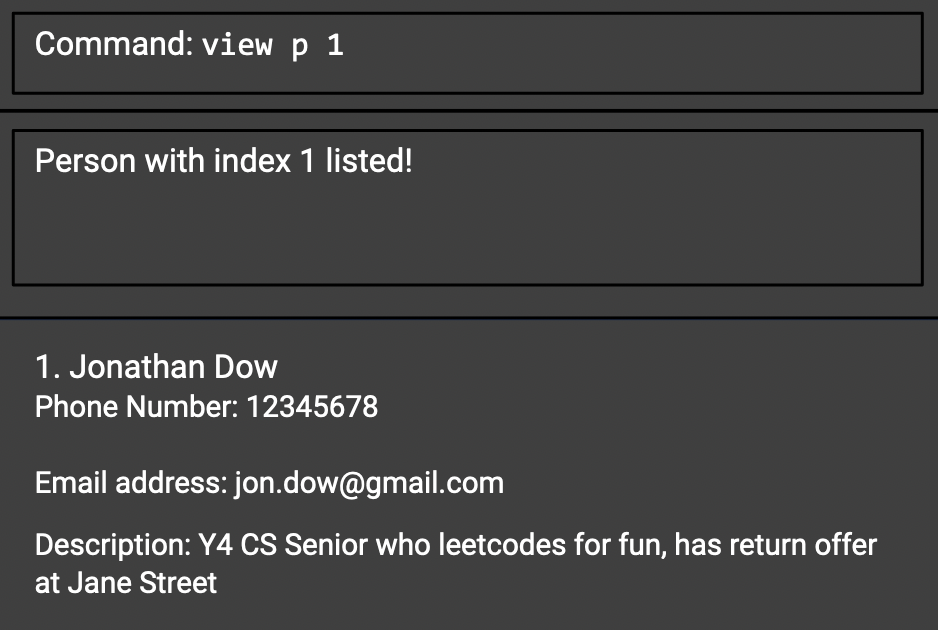 Command: view p 1
Person with index 1 listed!
1. Jonathan Dow
Phone Number: 12345678
Email address: jon.dow@gmail.com
Description: Y4 CS Senior who leetcodes for fun, has return offer
at Jane Street